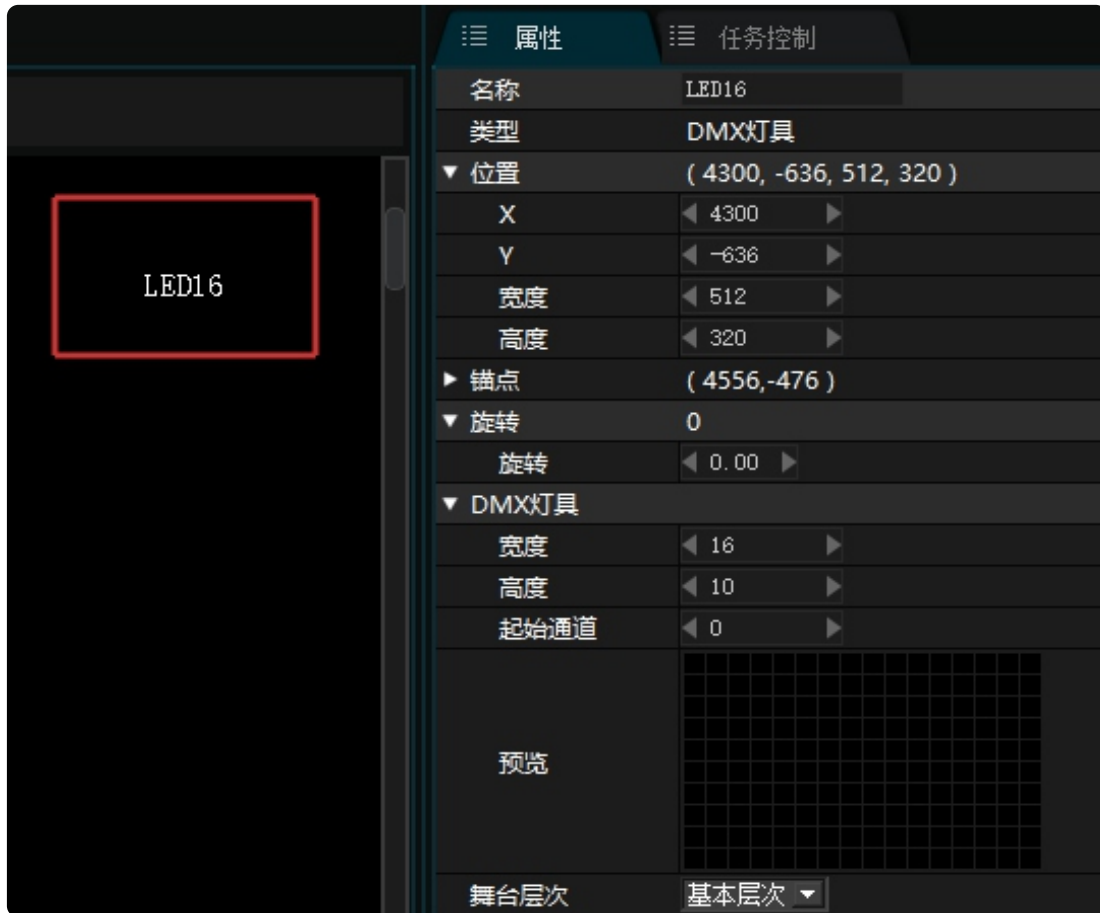 属性 任务控制
名称 LED16
类型 DMX灯具
位置 ( 4300, -636, 512, 320 )
X 4300
Y -636
LED16
宽度 512
高度 320
锚点 ( 4556,-476 )
旋转 0
旋转 0.00
DMX灯具
宽度 16
高度 10
起始通道 0
预览
舞台层次 基本层次